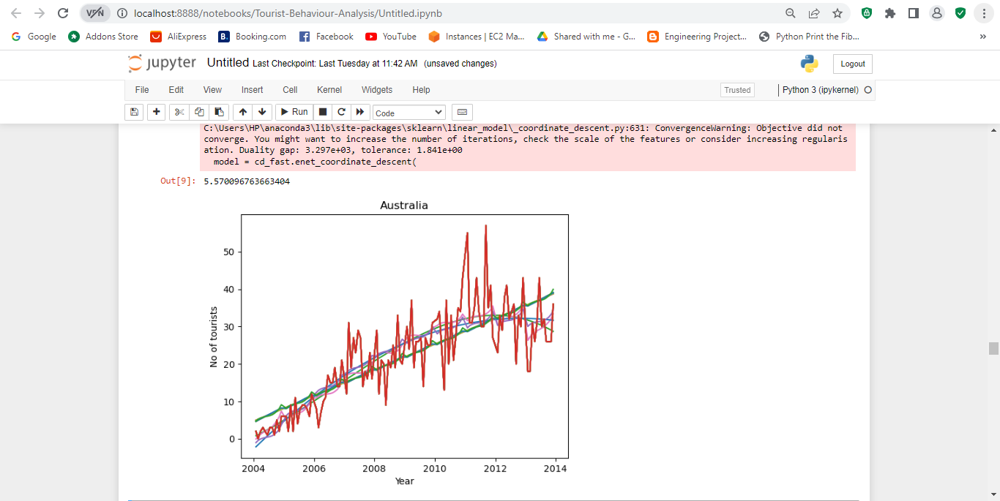 localhost:8888/notebooks/Tourist-Behaviour-Analysis/Untitled.ipynb
Google Addons Store AliExpress Booking.com Facebook YouTube Instances | EC2 Ma... Shared with me - G... Engineering Project... Python Print the Fib... »
jupyter Untitled Last Checkpoint: Last Tuesday at 11:42 AM (unsaved changes) Logout
File Edit View Insert Cell Kernel Widgets Help Trusted Python 3 (ipykernel)
Run Code
C:\Users\HP\anaconda3\lib\site-packages\sklearn\linear_model\_coordinate_descent.py:631: ConvergenceWarning: Objective did not
converge. You might want to increase the number of iterations, check the scale of the features or consider increasing regularis
ation. Duality gap: 3.297e+03, tolerance: 1.841e+00
model = cd_fast.enet_coordinate_descent(
Out[9]: 5.570096763663404
Australia
50
40
30
20
10
0
No of tourists
2004 2006 2008 2010 2012 2014
Year